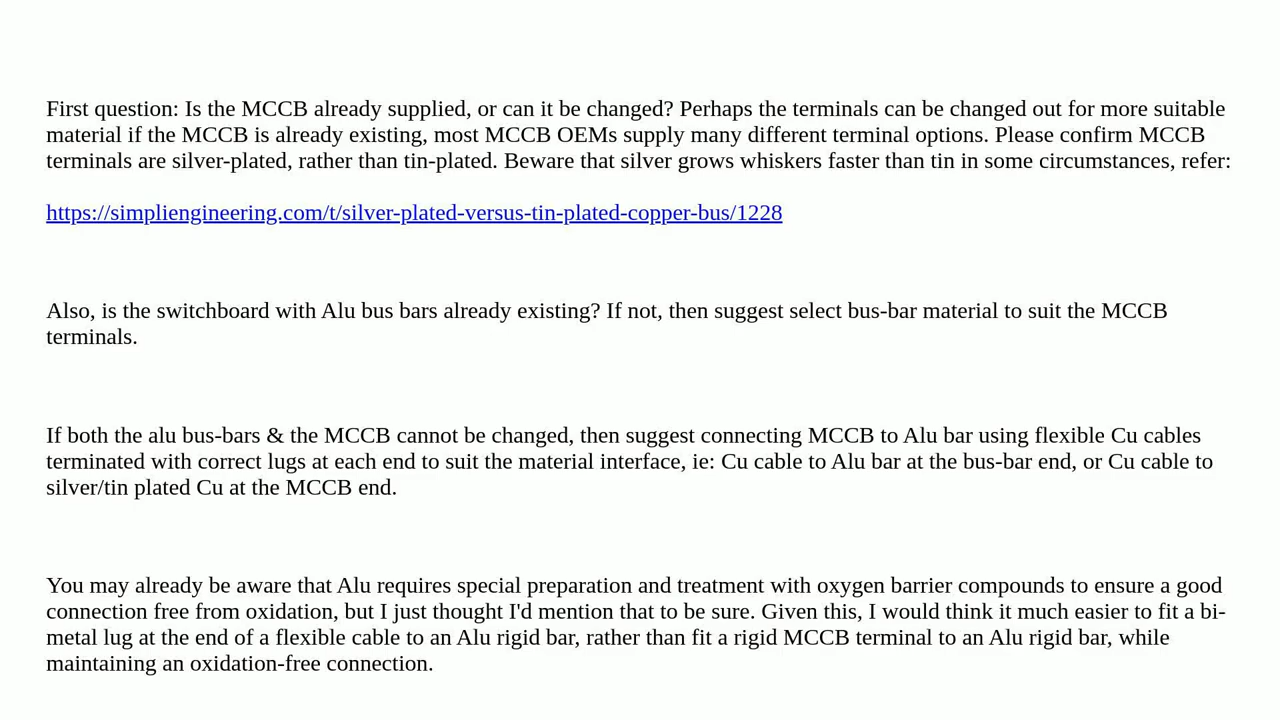 First question: Is the MCCB already supplied, or can it be changed? Perhaps the terminals can be changed out for more suitable
material if the MCCB is already existing, most MCCB OEMs supply many different terminal options. Please confirm MCCB
terminals are silver-plated, rather than tin-plated. Beware that silver grows whiskers faster than tin in some circumstances, refer:
https://simpliengineering.com/t/silver-plated-versus-tin-plated-copper-bus/1228
Also, is the switchboard with Alu bus bars already existing? If not, then suggest select bus-bar material to suit the MCCB
terminals.
If both the alu bus-bars & the MCCB cannot be changed, then suggest connecting MCCB to Alu bar using flexible Cu cables
terminated with correct lugs at each end to suit the material interface, ie: Cu cable to Alu bar at the bus-bar end, or Cu cable to
silver/tin plated Cu at the MCCB end.
You may already be aware that Alu requires special preparation and treatment with oxygen barrier compounds to ensure a good
connection free from oxidation, but I just thought I'd mention that to be sure. Given this, I would think it much easier to fit a bi-
metal lug at the end of a flexible cable to an Alu rigid bar, rather than fit a rigid MCCB terminal to an Alu rigid bar, while
maintaining an oxidation-free connection.